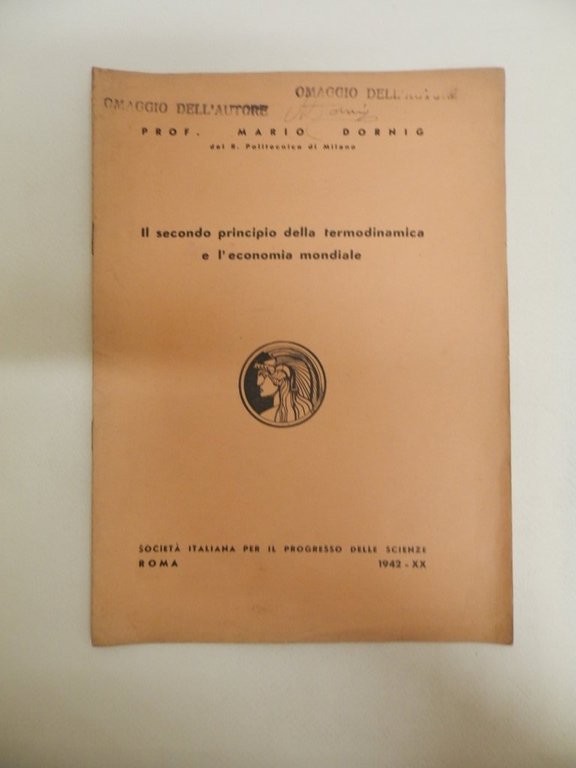 OMAGGIO DELL'AUTORE
OMAGGIO DELL'AUTORE
PROF. MARIO DORNIG
del R. Politecnico di Milano
Il secondo principio della termodinamica
e l'economia mondiale
SOCIETÀ ITALIANA PER IL PROGRESSO DELLE SCIENZE
ROMA 1942 - XX